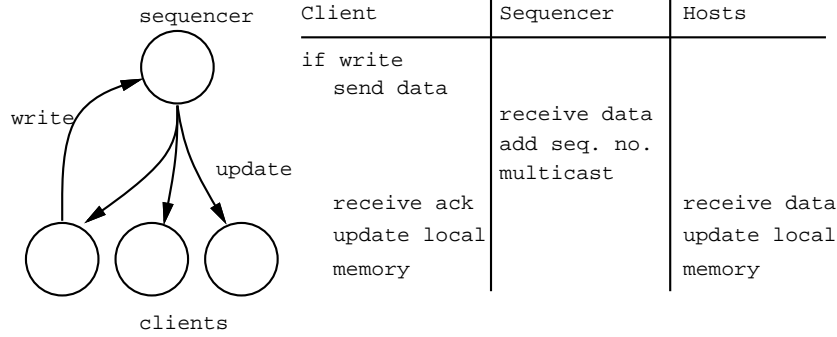 sequencer
write
update
clients
Client Sequencer Hosts
if write
send data
receive data
add seq. no.
multicast
receive ack receive data
update local update local
memory memory